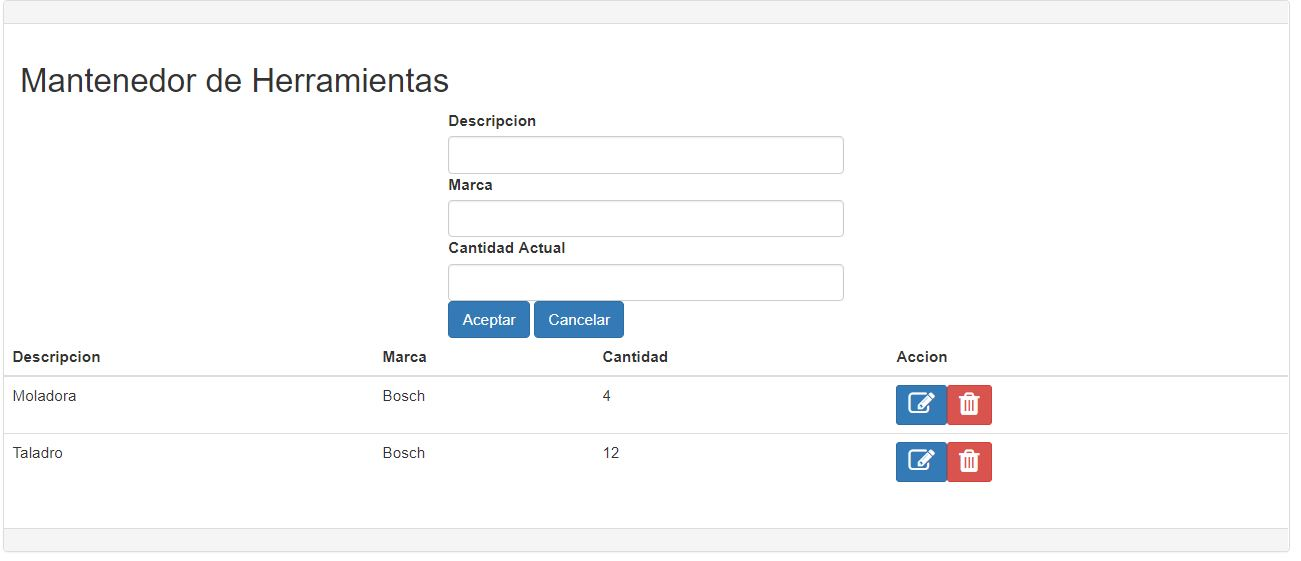 Mantenedor de Herramientas
Descripcion
Marca
Cantidad Actual
Aceptar Cancelar
Descripcion Marca Cantidad Accion
Moladora Bosch 4
Taladro Bosch 12